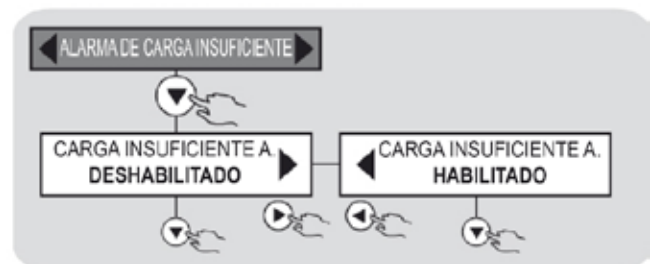 ALARMA DE CARGA INSUFICIENTE
CARGA INSUFICIENTE A.
DESHABILITADO
CARGA INSUFICIENTE A.
HABILITADO